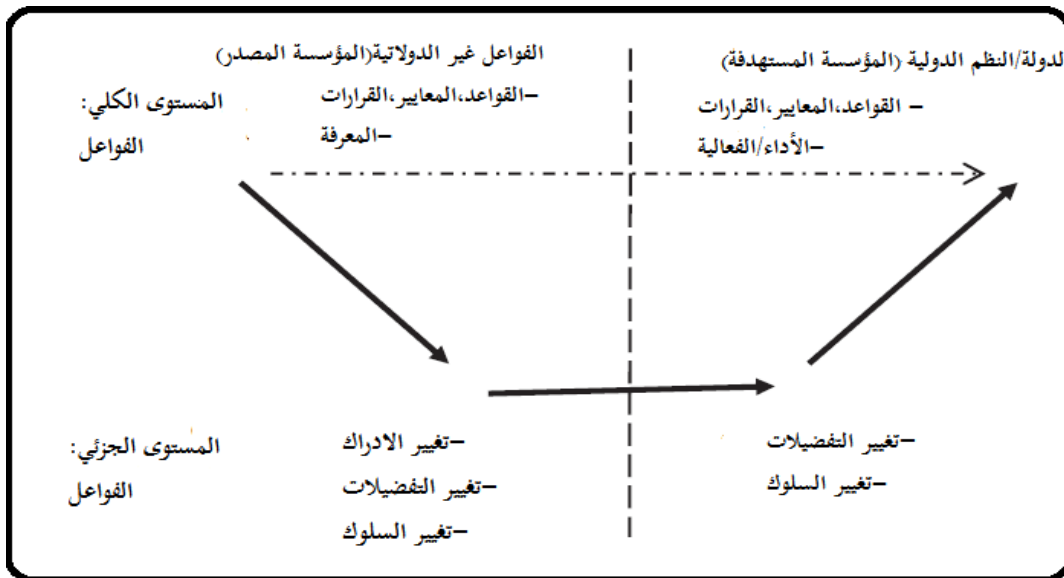 الدولة/النظم الدولية (المؤسسة المستهدفة)
– القواعد،المعايير،القرارات
–الأداء/الفعالية
الفواعل غير الدولاتية(المؤسسة المصدر)
–القواعد،المعايير،القرارات
–المعرفة
المستوى الكلي:
الفواعل
–تغيير التفضيلات
–تغيير السلوك
–تغيير الادراك
–تغيير التفضيلات
–تغيير السلوك
المستوى الجزئي:
الفواعل